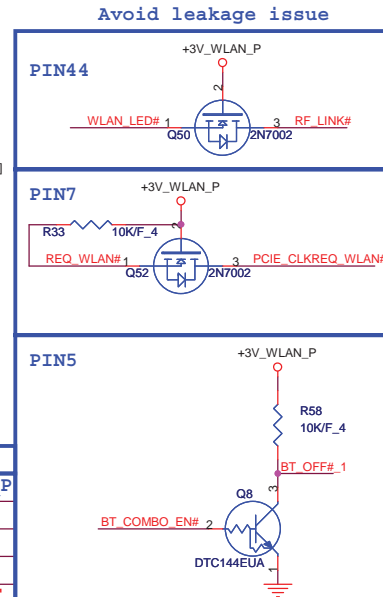 Avoid leakage issue
PIN44
+3V_WLAN_P
2
WLAN_LED# 1
3 RF_LINK#
Q50
2N7002
PIN7
+3V_WLAN_P
2
R33
10K/F_4
REQ_WLAN# 1
3 PCIE_CLKREQ_WLAN#
Q52
2N7002
PIN5
+3V_WLAN_P
R58
10K/F_4
BT_OFF#_1
3
Q8
BT_COMBO_EN# 2
DTC144EUA
1
P